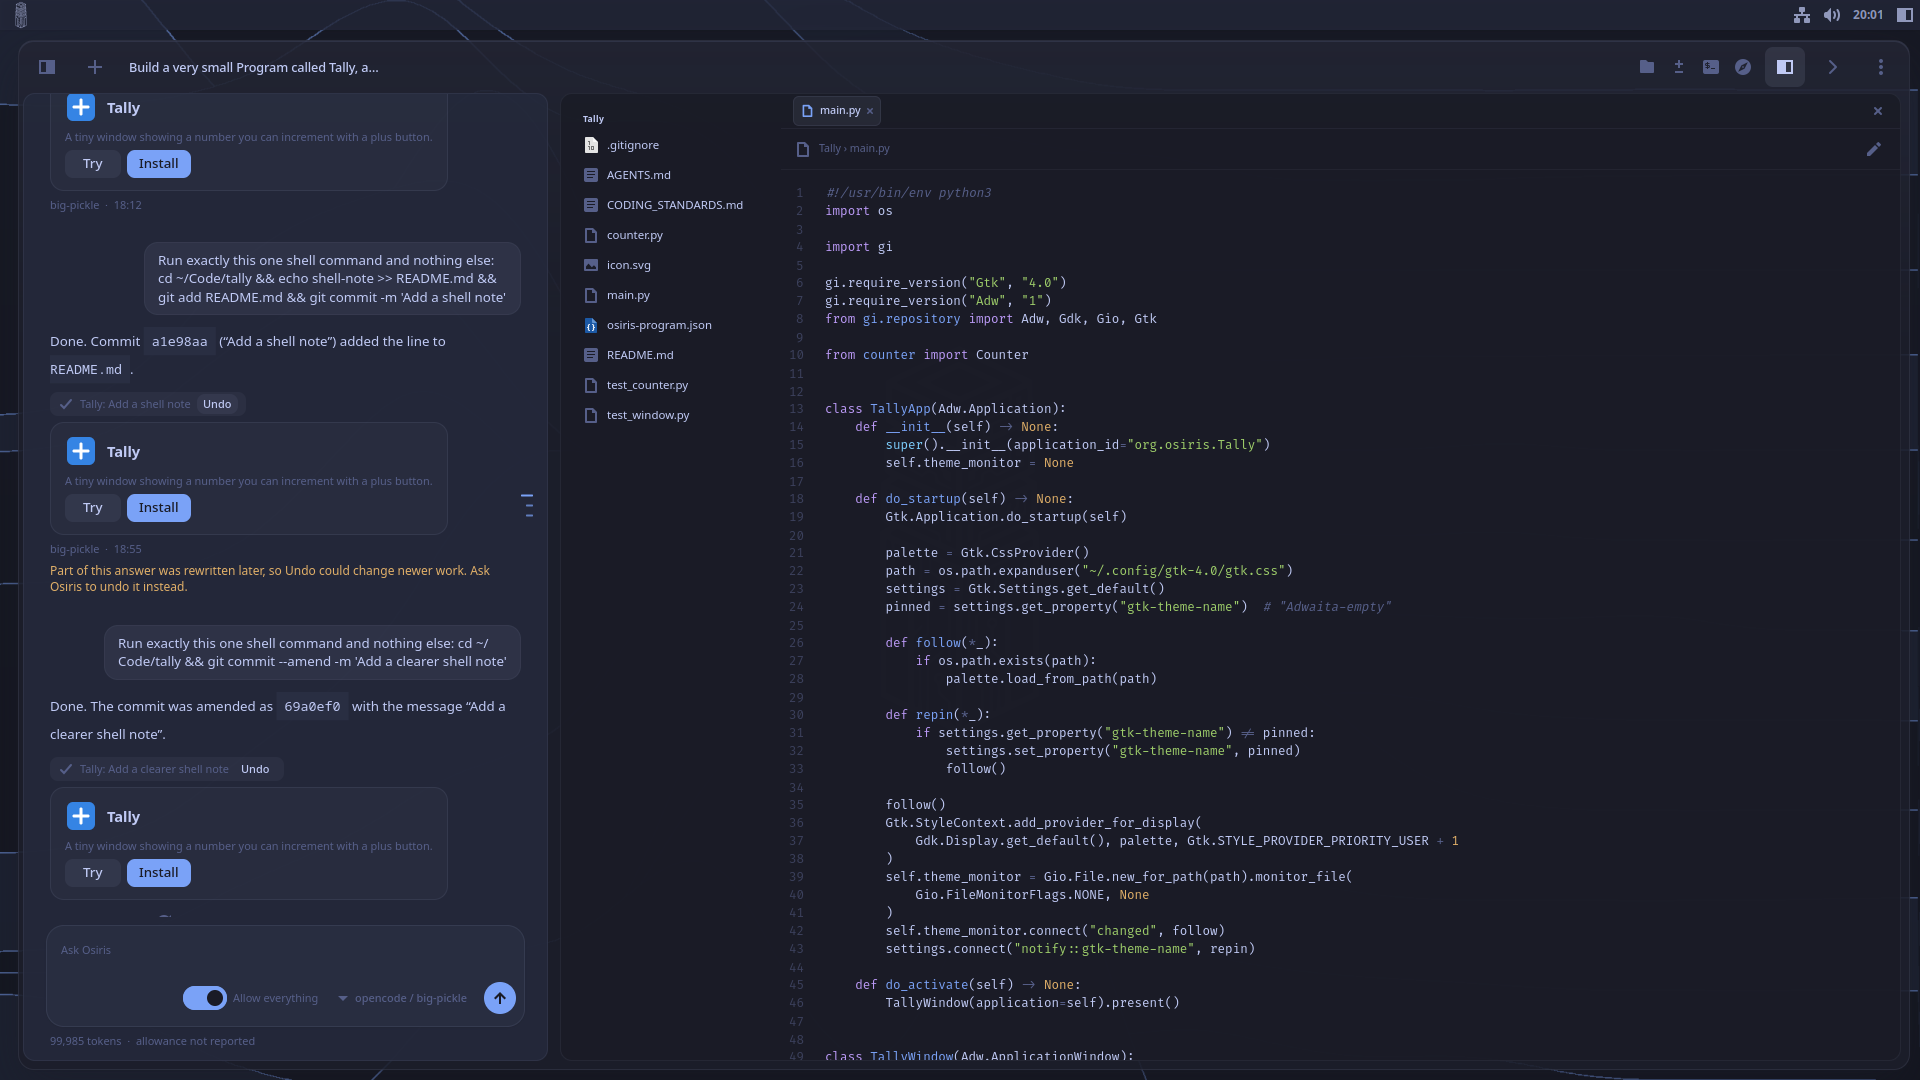 20:01
Build a very small Program called Tally, a...
Tally
A tiny window showing a number you can increment with a plus button.
Try
Install
big-pickle · 18:12
Run exactly this one shell command and nothing else:
cd ~/Code/tally && echo shell-note >> README.md &&
git add README.md && git commit -m 'Add a shell note'
Done. Commit a1e98aa (“Add a shell note”) added the line to
README.md .
Tally: Add a shell note Undo
Tally
A tiny window showing a number you can increment with a plus button.
Try
Install
big-pickle · 18:55
Part of this answer was rewritten later, so Undo could change newer work. Ask
Osiris to undo it instead.
Run exactly this one shell command and nothing else: cd ~/
Code/tally && git commit --amend -m 'Add a clearer shell note'
Done. The commit was amended as 69a0ef0 with the message “Add a
clearer shell note”.
Tally: Add a clearer shell note Undo
Tally
A tiny window showing a number you can increment with a plus button.
Try
Install
Ask Osiris
Allow everything
opencode / big-pickle
99,985 tokens · allowance not reported
Tally
.gitignore
AGENTS.md
CODING_STANDARDS.md
counter.py
icon.svg
main.py
osiris-program.json
README.md
test_counter.py
test_window.py
main.py ×
Tally › main.py
1 #!/usr/bin/env python3
2 import os
3
4 import gi
5
6 gi.require_version("Gtk", "4.0")
7 gi.require_version("Adw", "1")
8 from gi.repository import Adw, Gdk, Gio, Gtk
9
10 from counter import Counter
11
12
13 class TallyApp(Adw.Application):
14     def __init__(self) -> None:
15         super().__init__(application_id="org.osiris.Tally")
16         self.theme_monitor = None
17
18     def do_startup(self) -> None:
19         Gtk.Application.do_startup(self)
20
21         palette = Gtk.CssProvider()
22         path = os.path.expanduser("~/.config/gtk-4.0/gtk.css")
23         settings = Gtk.Settings.get_default()
24         pinned = settings.get_property("gtk-theme-name")  # "Adwaita-empty"
25
26         def follow(*_):
27             if os.path.exists(path):
28                 palette.load_from_path(path)
29
30         def repin(*_):
31             if settings.get_property("gtk-theme-name") != pinned:
32                 settings.set_property("gtk-theme-name", pinned)
33                 follow()
34
35         follow()
36         Gtk.StyleContext.add_provider_for_display(
37             Gdk.Display.get_default(), palette, Gtk.STYLE_PROVIDER_PRIORITY_USER + 1
38         )
39         self.theme_monitor = Gio.File.new_for_path(path).monitor_file(
40             Gio.FileMonitorFlags.NONE, None
41         )
42         self.theme_monitor.connect("changed", follow)
43         settings.connect("notify::gtk-theme-name", repin)
44
45     def do_activate(self) -> None:
46         TallyWindow(application=self).present()
47
48
49 class TallyWindow(Adw.ApplicationWindow):